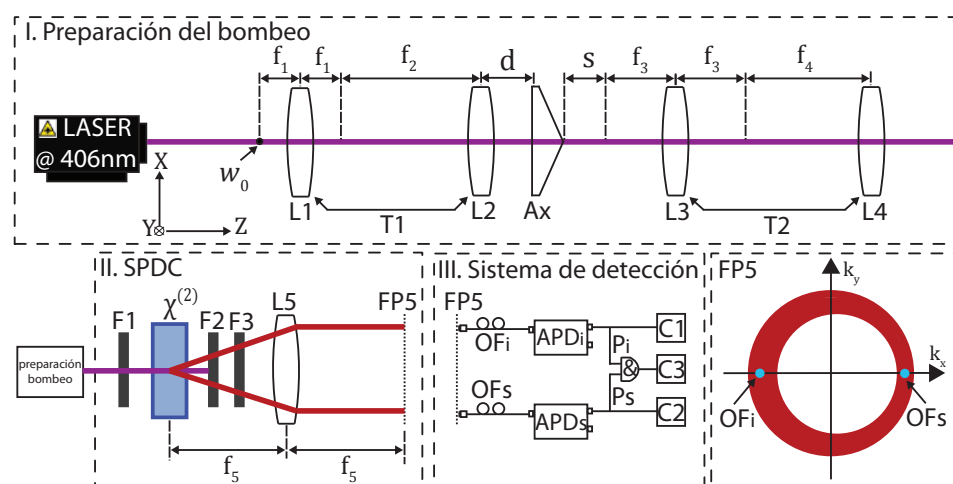 I. Preparación del bombeo
f₁ f₁ f₂ d s f₃ f₃ f₄
LASER
@ 406nm
w₀
X
Y Z
L1 T1 L2 Ax L3 T2 L4
II. SPDC
χ⁽²⁾
F1 F2 F3 L5 FP5
preparación
bombeo
f₅ f₅
III. Sistema de detección
FP5
OFi APDi Pi C1
& C3
OFs APDs Ps C2
FP5
k_y
k_x
OFi OFs